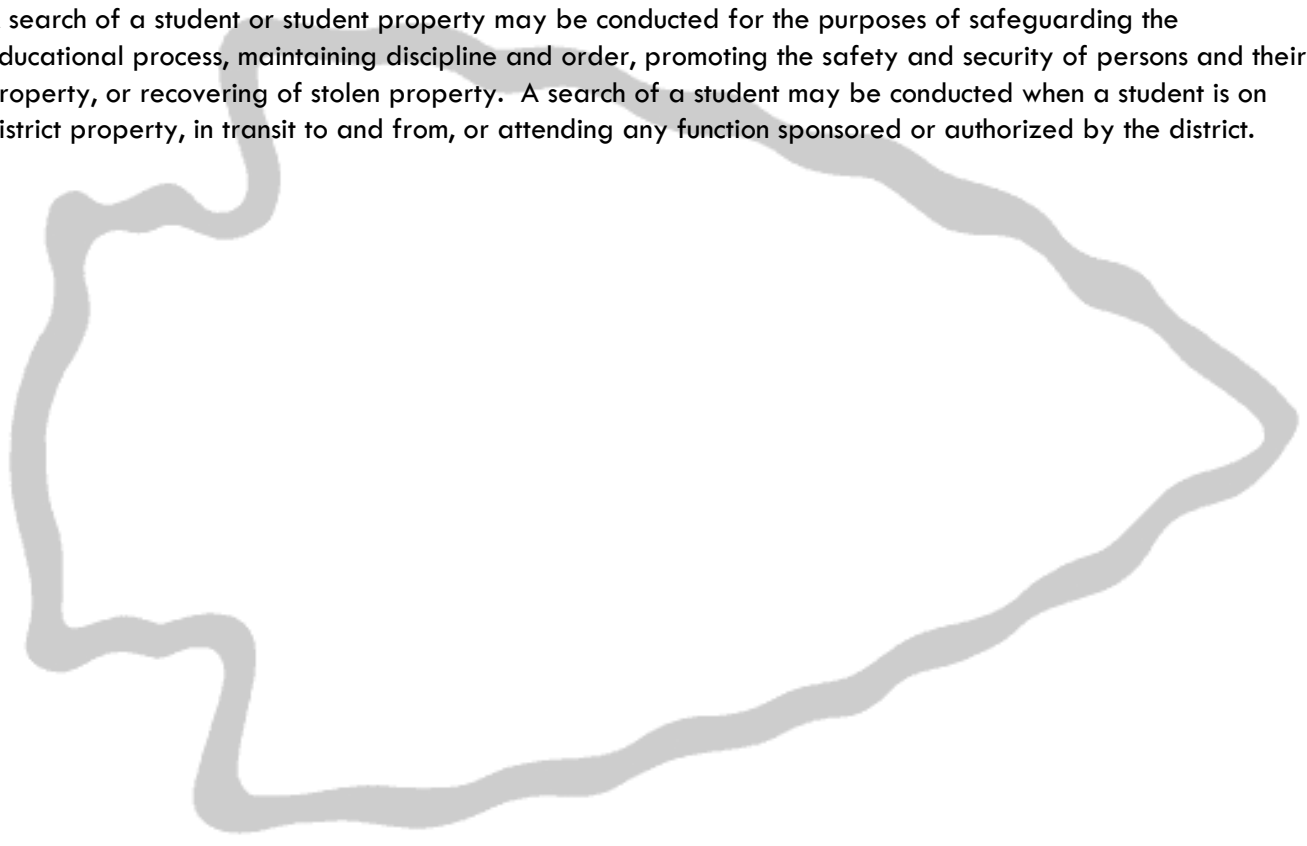 search of a student or student property may be conducted for the purposes of safeguarding the
ducational process, maintaining discipline and order, promoting the safety and security of persons and their
roperty, or recovering of stolen property.  A search of a student may be conducted when a student is on
istrict property, in transit to and from, or attending any function sponsored or authorized by the district.